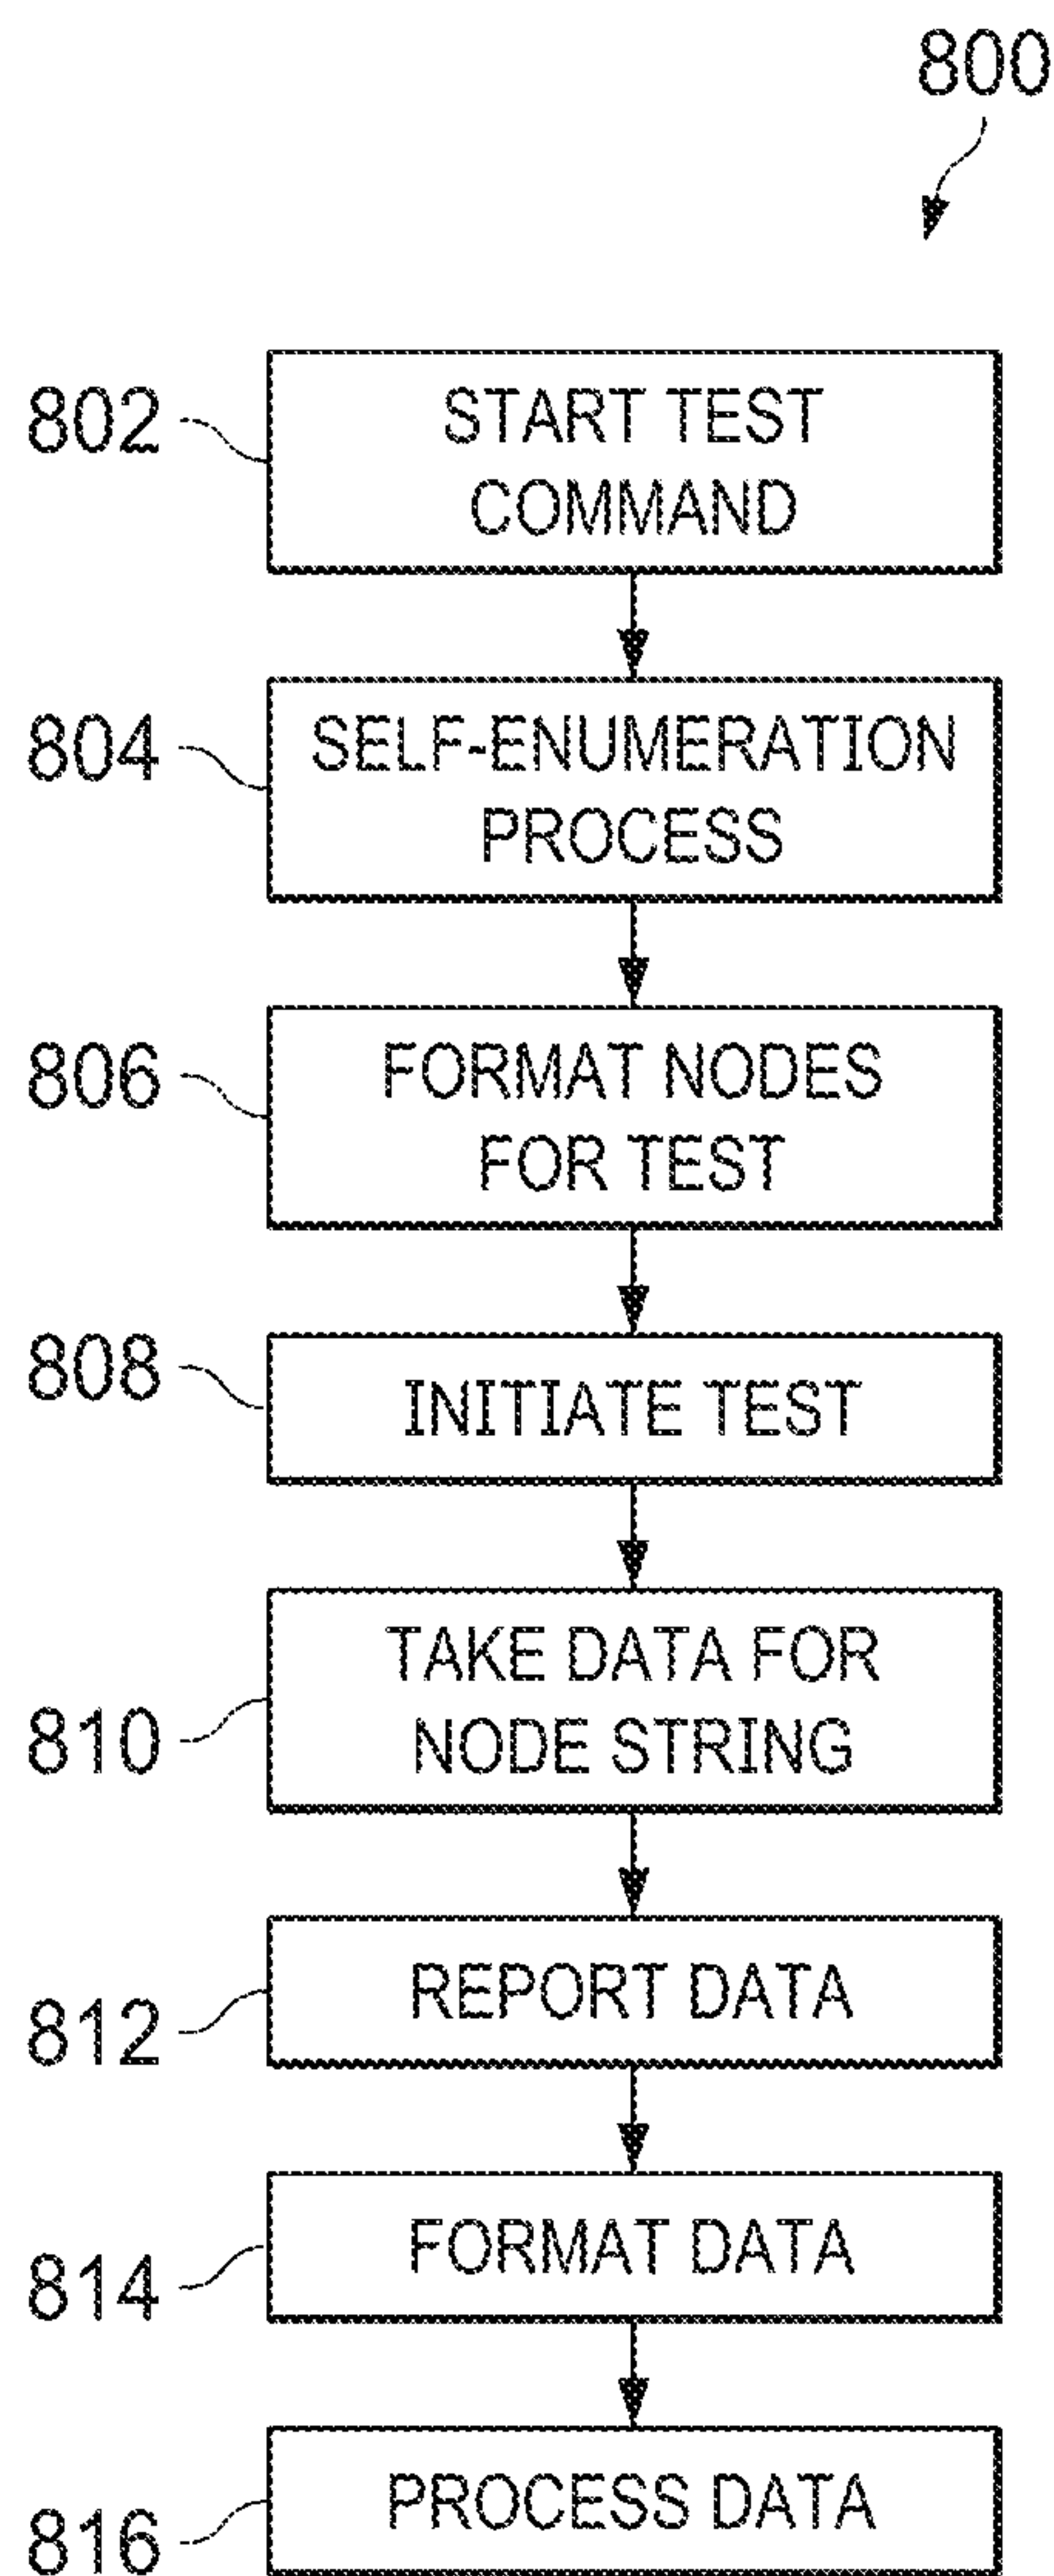 800
802
START TEST
COMMAND
804
SELF-ENUMERATION
PROCESS
806
FORMAT NODES
FOR TEST
808
INITIATE TEST
810
TAKE DATA FOR
NODE STRING
812
REPORT DATA
814
FORMAT DATA
816
PROCESS DATA